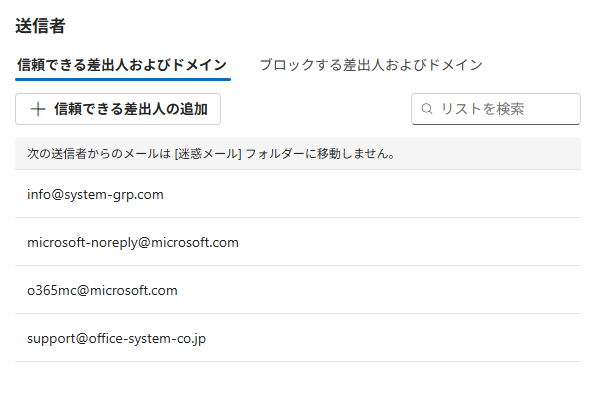 送信者
信頼できる差出人およびドメイン
ブロックする差出人およびドメイン
信頼できる差出人の追加
リストを検索
次の送信者からのメールは [迷惑メール] フォルダーに移動しません。
info@system-grp.com
microsoft-noreply@microsoft.com
o365mc@microsoft.com
support@office-system-co.jp